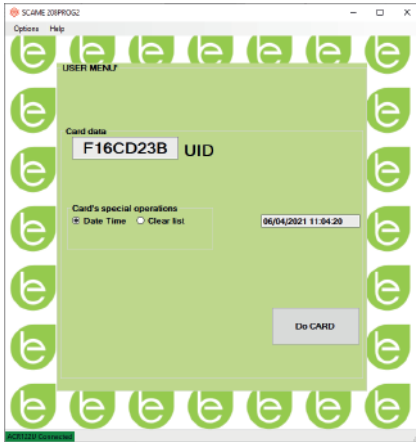 SCAME 208PROG2
Options Help
USER MENU'
Card data
F16CD23B UID
Card's special operations
Date Time Clear list
06/04/2021 11:04:20
Do CARD
ACR122U Connected